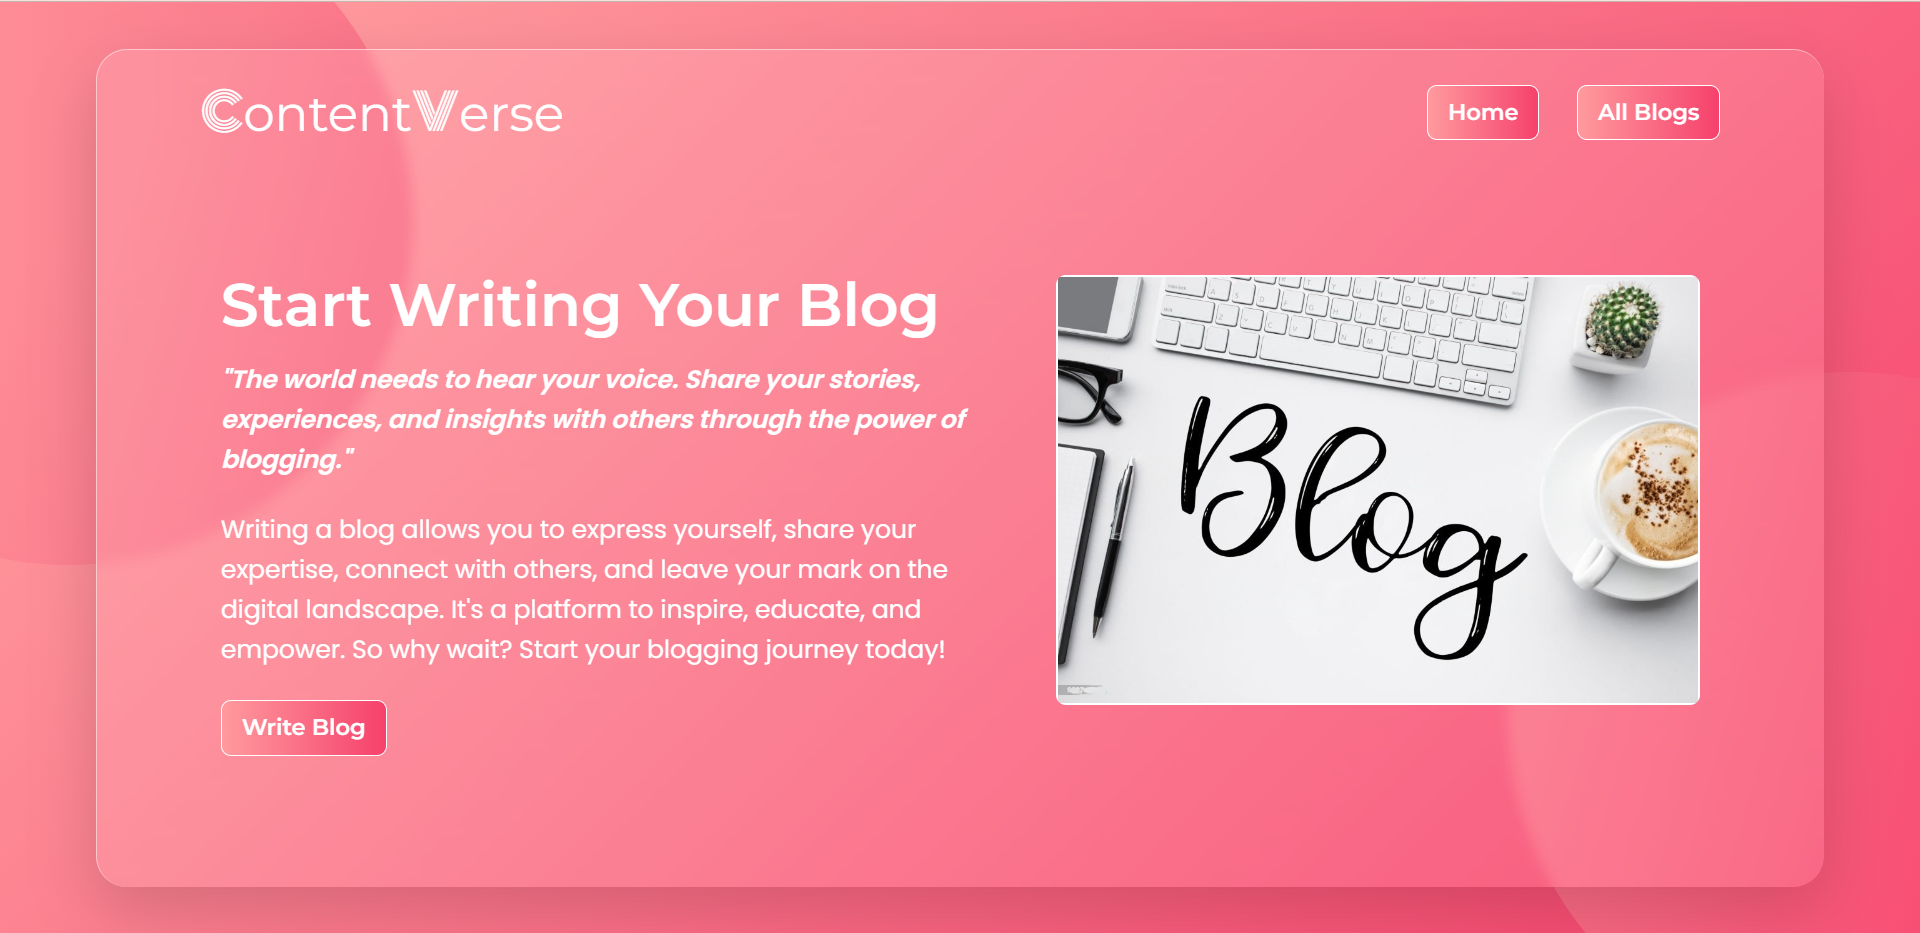 ContentVerse
Home
All Blogs
Start Writing Your Blog
"The world needs to hear your voice. Share your stories,
experiences, and insights with others through the power of
blogging."
Writing a blog allows you to express yourself, share your
expertise, connect with others, and leave your mark on the
digital landscape. It's a platform to inspire, educate, and
empower. So why wait? Start your blogging journey today!
Write Blog
Blog